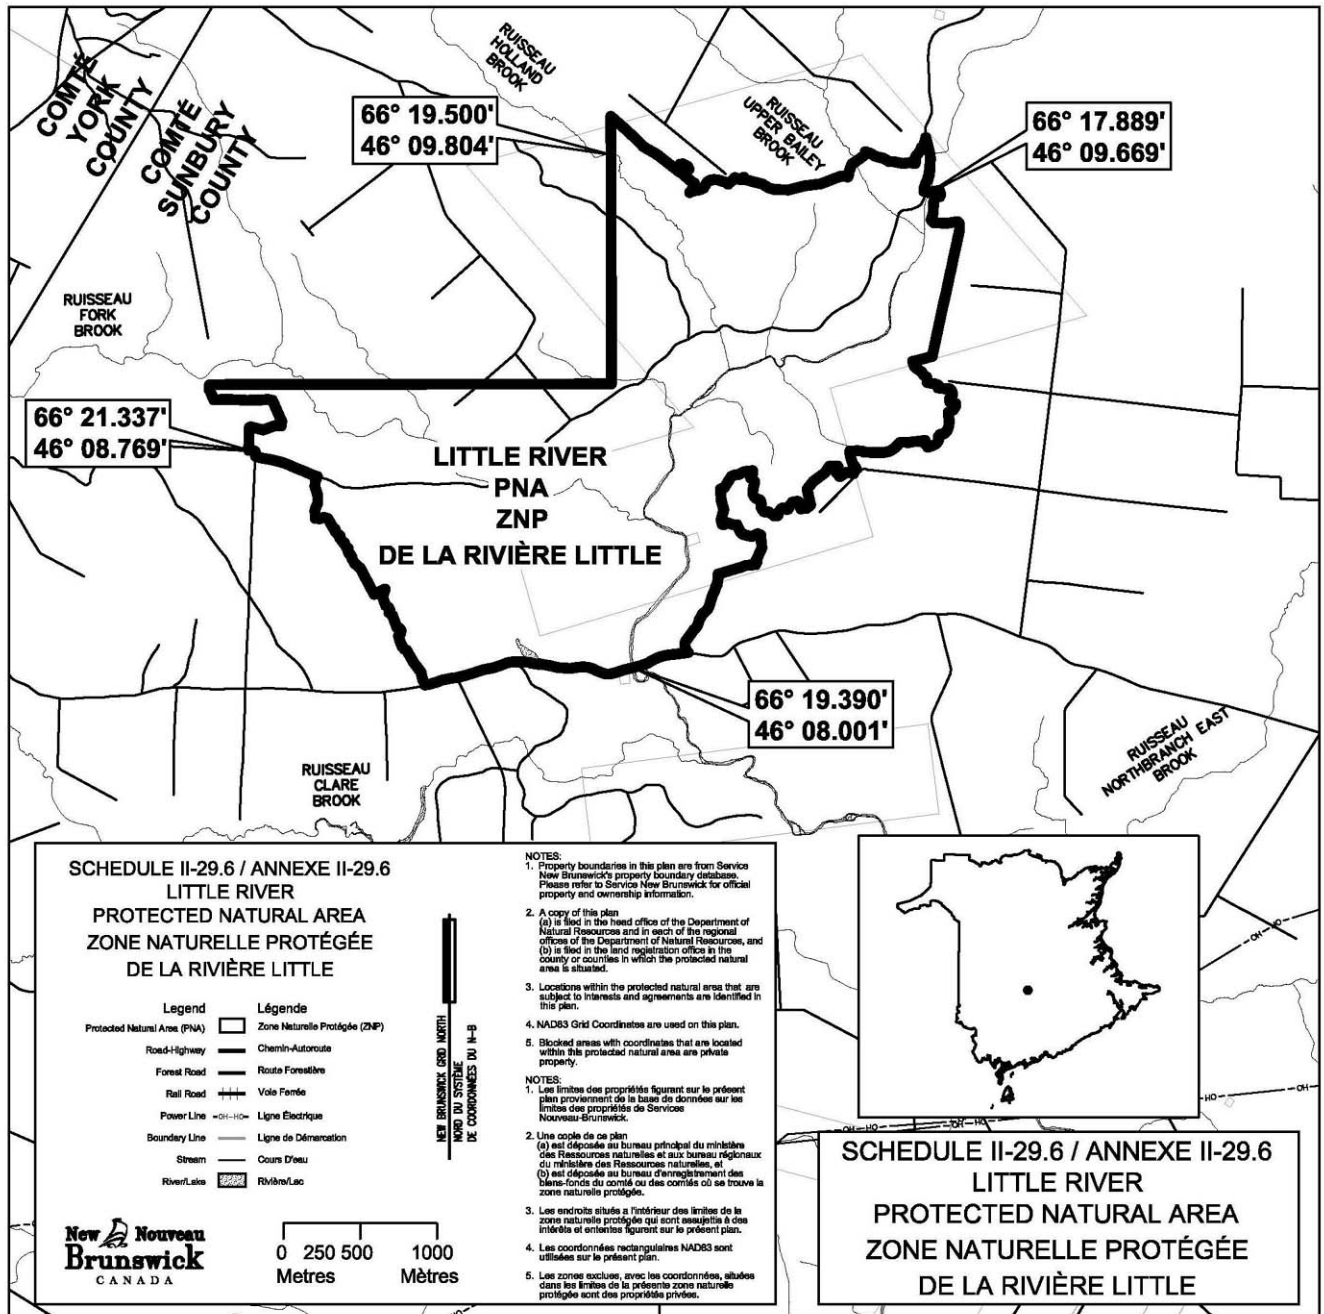 COMTÉ
YORK
COUNTY
COMTÉ
SUNBURY
COUNTY
RUISSEAU
HOLLAND
BROOK
66° 19.500'
46° 09.804'
RUISSEAU
UPPER BAILEY
BROOK
66° 17.889'
46° 09.669'
RUISSEAU
FORK
BROOK
66° 21.337'
46° 08.769'
LITTLE RIVER
PNA
ZNP
DE LA RIVIÈRE LITTLE
66° 19.390'
46° 08.001'
RUISSEAU
NORTHBRANCH EAST
BROOK
RUISSEAU
CLARE
BROOK
SCHEDULE II-29.6 / ANNEXE II-29.6
LITTLE RIVER
PROTECTED NATURAL AREA
ZONE NATURELLE PROTÉGÉE
DE LA RIVIÈRE LITTLE
Legend Légende
Protected Natural Area (PNA) Zone Naturelle Protégée (ZNP)
Road-Highway Chemin-Autoroute
Forest Road Route Forestière
Rail Road Voie Ferrée
Power Line -OH-HO- Ligne Électrique
Boundary Line Ligne de Démarcation
Stream Cours D'eau
River/Lake Rivière/Lac
NEW BRUNSWICK GRID NORTH
NORD DU SYSTÈME
DE COORDONNÉES DU N-B
New Nouveau
Brunswick
CANADA
0 250 500 1000
Metres Mètres
NOTES:
1. Property boundaries in this plan are from Service
New Brunswick's property boundary database.
Please refer to Service New Brunswick for official
property and ownership information.
2. A copy of this plan
(a) is filed in the head office of the Department of
Natural Resources and in each of the regional
offices of the Department of Natural Resources, and
(b) is filed in the land registration office in the
county or counties in which the protected natural
area is situated.
3. Locations within the protected natural area that are
subject to interests and agreements are identified in
this plan.
4. NAD83 Grid Coordinates are used on this plan.
5. Blocked areas with coordinates that are located
within this protected natural area are private
property.
NOTES:
1. Les limites des propriétés figurant sur le présent
plan proviennent de la base de données sur les
limites des propriétés de Services
Nouveau-Brunswick.
2. Une copie de ce plan
(a) est déposée au bureau principal du ministère
des Ressources naturelles et aux bureau régionaux
du ministère des Ressources naturelles, et
(b) est déposée au bureau d'enregistrement des
biens-fonds du comté ou des comtés où se trouve la
zone naturelle protégée.
3. Les endroits situés a l'intérieur des limites de la
zone naturelle protégée qui sont assujettis à des
intérêts et ententes figurent sur le présent plan.
4. Les coordonnées rectangulaires NAD83 sont
utilisées sur le présent plan.
5. Les zones exclues, avec les coordonnées, situées
dans les limites de la présente zone naturelle
protégée sont des propriétés privées.
OH
HO
OH
HO
OH
HO
OH
SCHEDULE II-29.6 / ANNEXE II-29.6
LITTLE RIVER
PROTECTED NATURAL AREA
ZONE NATURELLE PROTÉGÉE
DE LA RIVIÈRE LITTLE